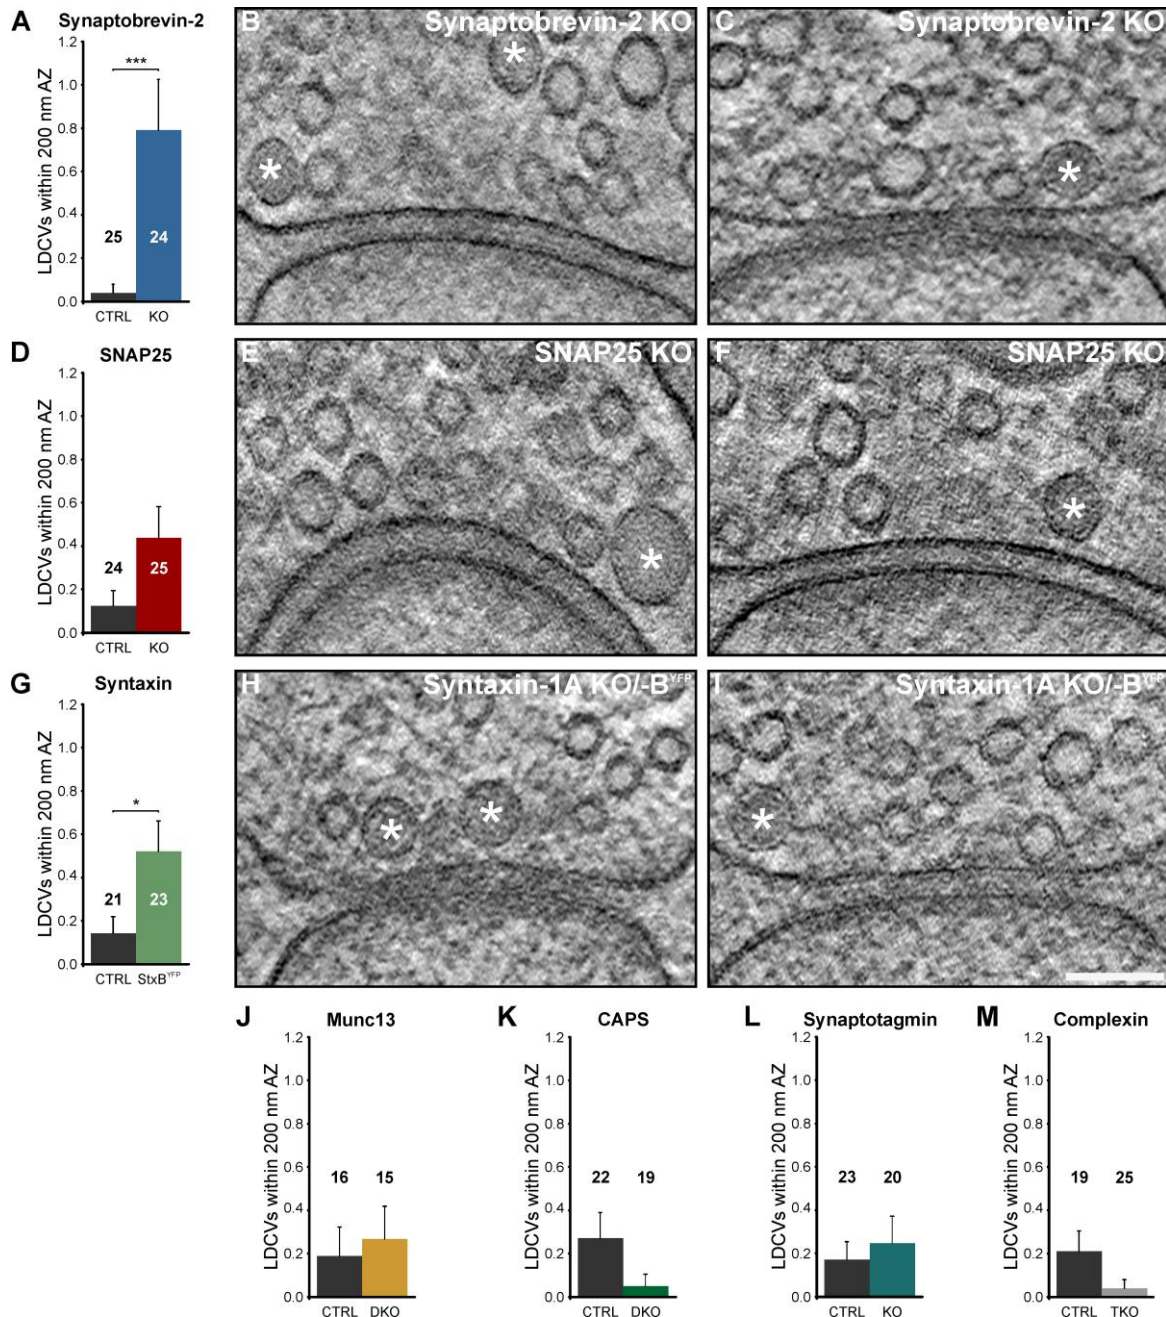 A
Synaptobrevin-2
LDCVs within 200 nm AZ
1.2
1.0
0.8
0.6
0.4
0.2
0.0
***
25
24
CTRL KO
B
Synaptobrevin-2 KO
*
*
C
Synaptobrevin-2 KO
*
D
SNAP25
LDCVs within 200 nm AZ
1.2
1.0
0.8
0.6
0.4
0.2
0.0
24
25
CTRL KO
E
SNAP25 KO
*
F
SNAP25 KO
*
G
Syntaxin
LDCVs within 200 nm AZ
1.2
1.0
0.8
0.6
0.4
0.2
0.0
*
21
23
CTRL StxBYFP
H
Syntaxin-1A KO/-BYFP
*
*
I
Syntaxin-1A KO/-BYFP
*
J
Munc13
LDCVs within 200 nm AZ
1.2
1.0
0.8
0.6
0.4
0.2
0.0
16
15
CTRL DKO
K
CAPS
LDCVs within 200 nm AZ
1.2
1.0
0.8
0.6
0.4
0.2
0.0
22
19
CTRL DKO
L
Synaptotagmin
LDCVs within 200 nm AZ
1.2
1.0
0.8
0.6
0.4
0.2
0.0
23
20
CTRL KO
M
Complexin
LDCVs within 200 nm AZ
1.2
1.0
0.8
0.6
0.4
0.2
0.0
19
25
CTRL TKO